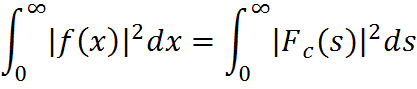 ∫₀^∞ |f(x)|² dx = ∫₀^∞ |F_c(s)|² ds